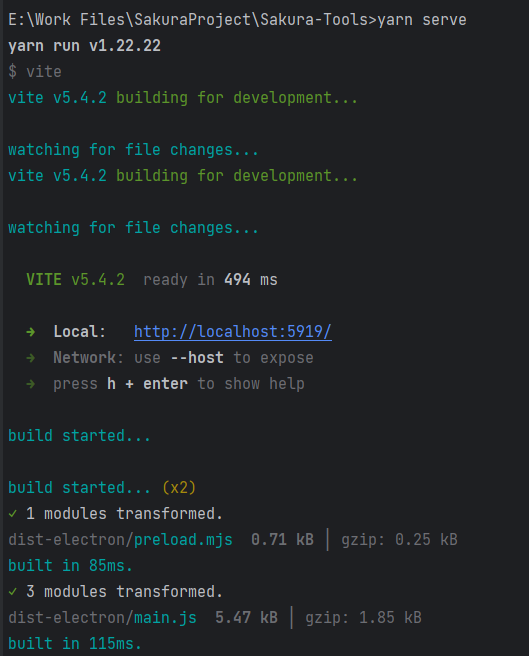 E:\Work Files\SakuraProject\Sakura-Tools>yarn serve
yarn run v1.22.22
$ vite
vite v5.4.2 building for development...
watching for file changes...
vite v5.4.2 building for development...
watching for file changes...
VITE v5.4.2  ready in 494 ms
➜  Local:   http://localhost:5919/
➜  Network: use --host to expose
➜  press h + enter to show help
build started...
build started... (x2)
✓ 1 modules transformed.
dist-electron/preload.mjs  0.71 kB │ gzip: 0.25 kB
built in 85ms.
✓ 3 modules transformed.
dist-electron/main.js  5.47 kB │ gzip: 1.85 kB
built in 115ms.